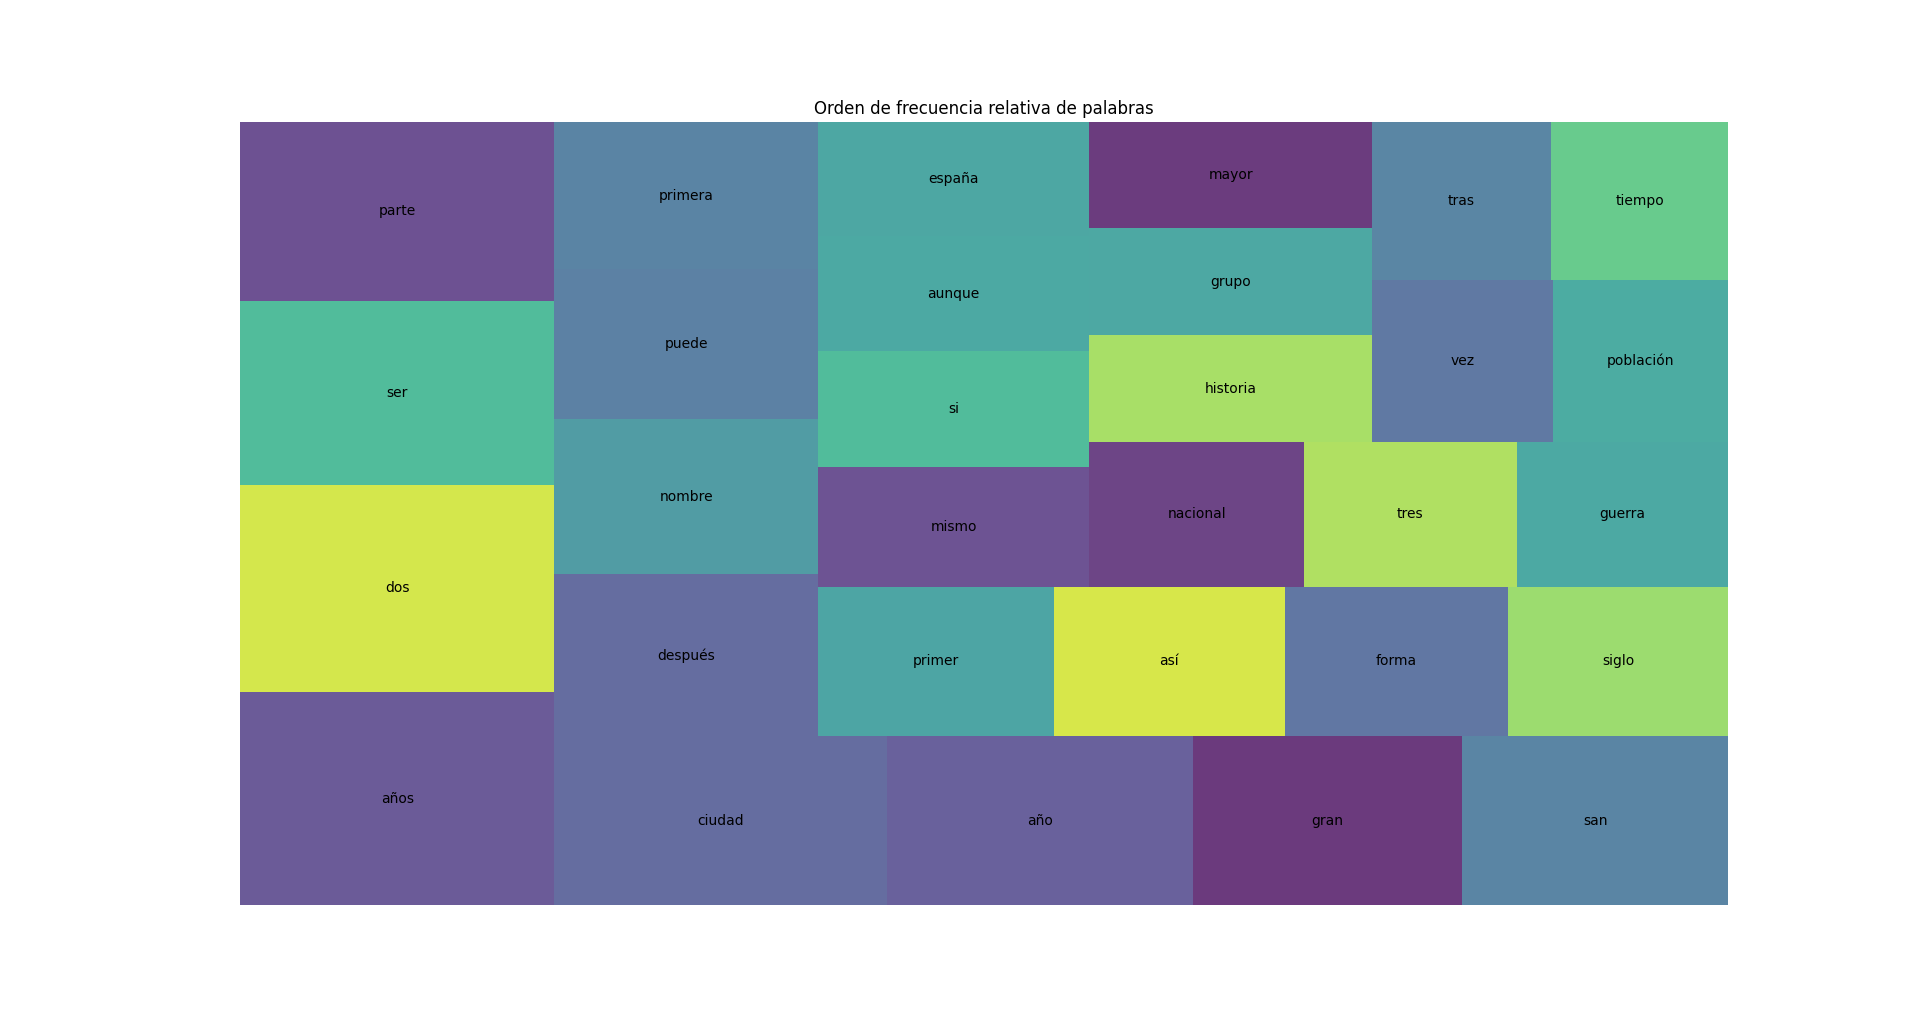 Orden de frecuencia relativa de palabras
parte
ser
dos
años
primera
puede
nombre
después
ciudad
año
gran
san
españa
aunque
si
mismo
primer
así
forma
siglo
mayor
grupo
historia
nacional
tres
guerra
tras
tiempo
vez
población